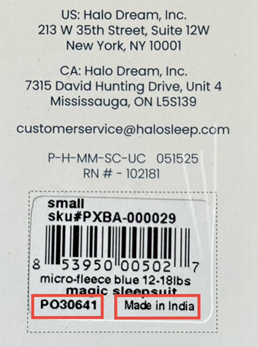 US: Halo Dream, Inc.
213 W 35th Street, Suite 12W
New York, NY 10001
CA: Halo Dream, Inc.
7315 David Hunting Drive, Unit 4
Mississauga, ON L5S139
customerservice@halosleep.com
P-H-MM-SC-UC 051525
RN # - 102181
small
sku#PXBA-000029
8 53950 00502 7
micro-fleece blue 12-18lbs
magic sleepsuit
PO30641 Made in India